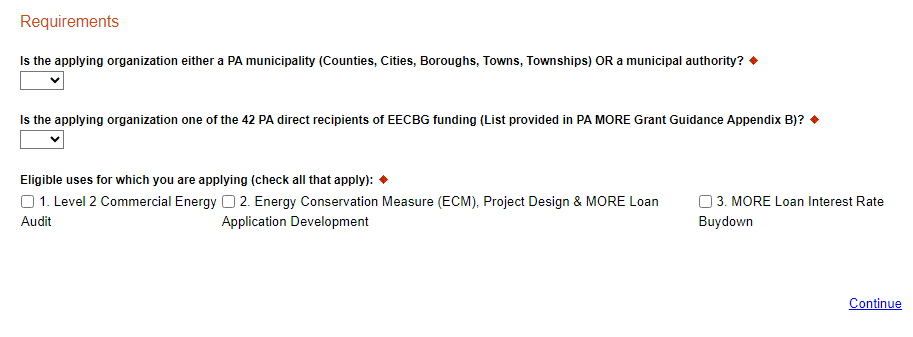 Requirements
Is the applying organization either a PA municipality (Counties, Cities, Boroughs, Towns, Townships) OR a municipal authority?
Is the applying organization one of the 42 PA direct recipients of EECBG funding (List provided in PA MORE Grant Guidance Appendix B)?
Eligible uses for which you are applying (check all that apply):
1. Level 2 Commercial Energy Audit
2. Energy Conservation Measure (ECM), Project Design & MORE Loan Application Development
3. MORE Loan Interest Rate Buydown
Continue